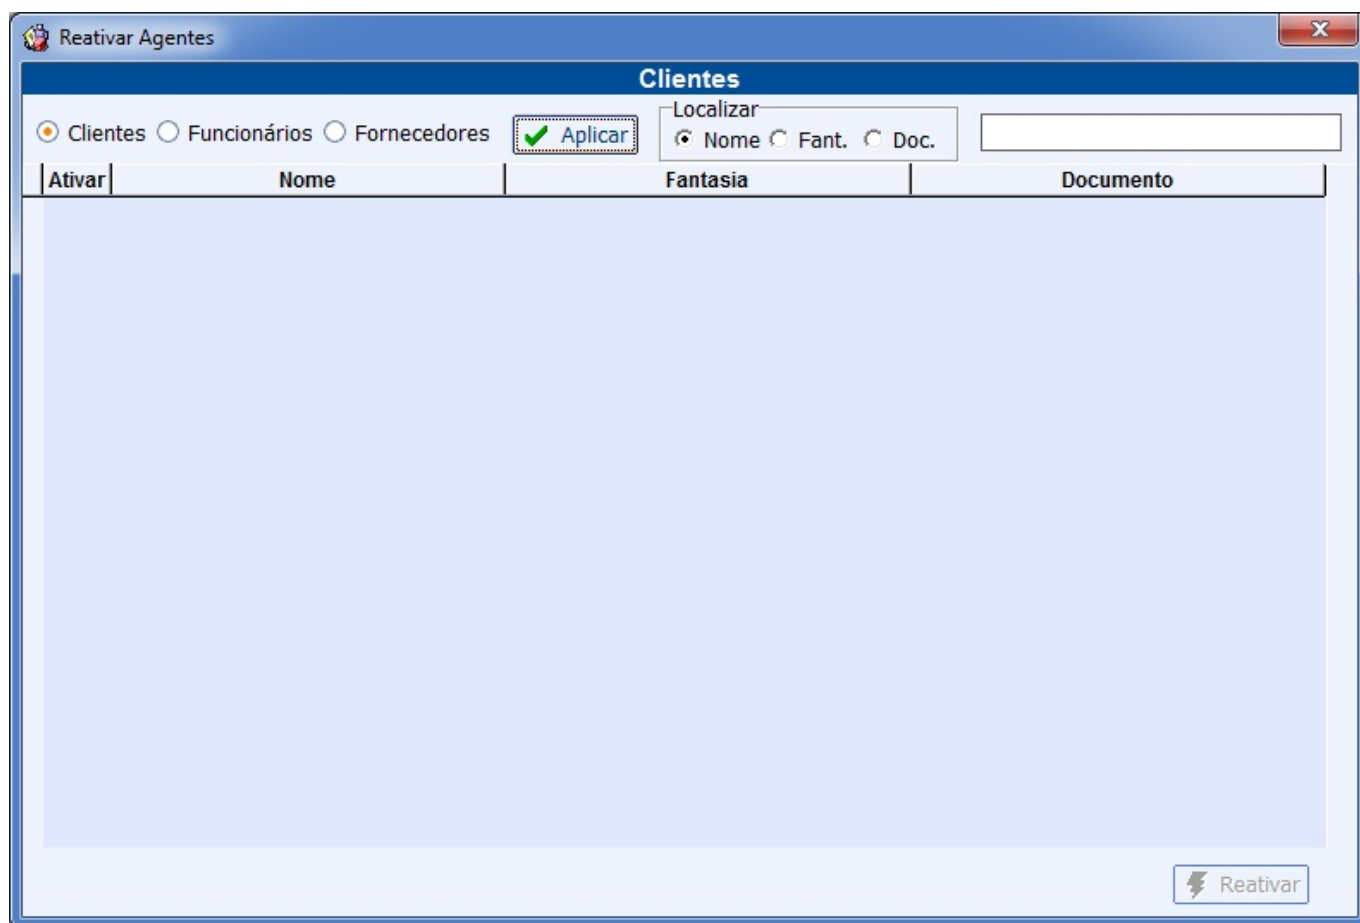 Reativar Agentes
Clientes
Clientes Funcionários Fornecedores Aplicar Localizar Nome Fant. Doc.
Ativar Nome Fantasia Documento
Reativar